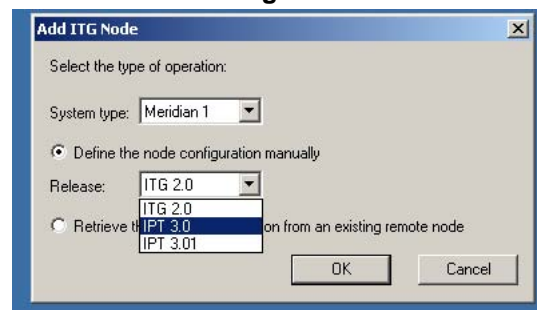 Add ITG Node
Select the type of operation:
System type: Meridian 1
Define the node configuration manually
Release: ITG 2.0
ITG 2.0
Retrieve t IPT 3.0 on from an existing remote node
IPT 3.01
OK Cancel